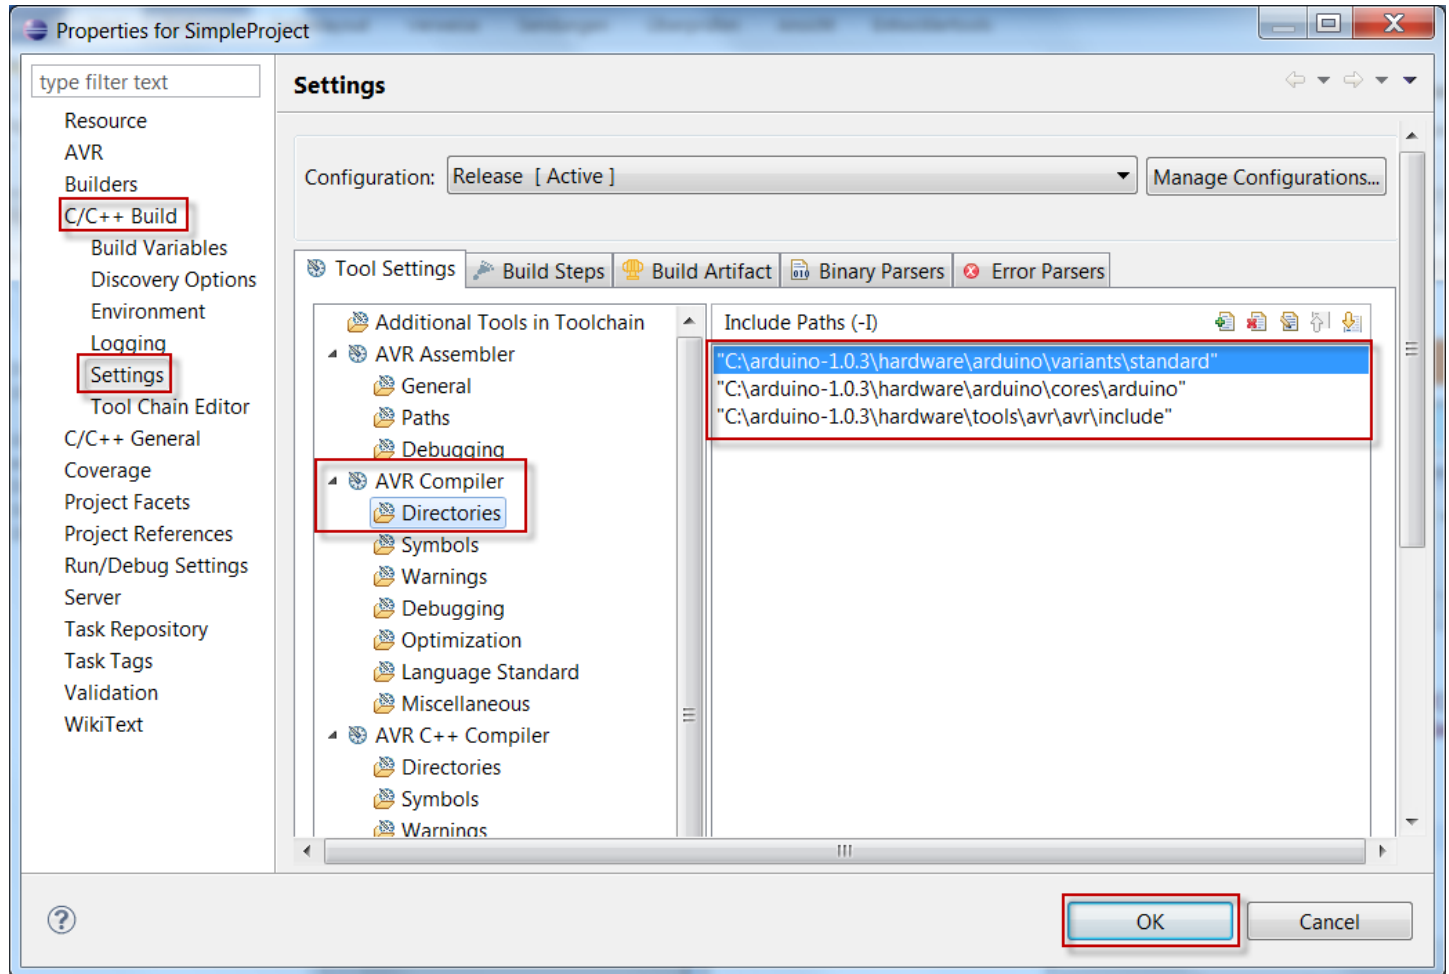 Properties for SimpleProject
type filter text
Resource
AVR
Builders
C/C++ Build
Build Variables
Discovery Options
Environment
Logging
Settings
Tool Chain Editor
C/C++ General
Coverage
Project Facets
Project References
Run/Debug Settings
Server
Task Repository
Task Tags
Validation
WikiText
Settings
Configuration: Release [ Active ] Manage Configurations...
Tool Settings Build Steps Build Artifact Binary Parsers Error Parsers
Additional Tools in Toolchain
AVR Assembler
General
Paths
Debugging
AVR Compiler
Directories
Symbols
Warnings
Debugging
Optimization
Language Standard
Miscellaneous
AVR C++ Compiler
Directories
Symbols
Warnings
Include Paths (-I)
"C:\arduino-1.0.3\hardware\arduino\variants\standard"
"C:\arduino-1.0.3\hardware\arduino\cores\arduino"
"C:\arduino-1.0.3\hardware\tools\avr\avr\include"
OK Cancel